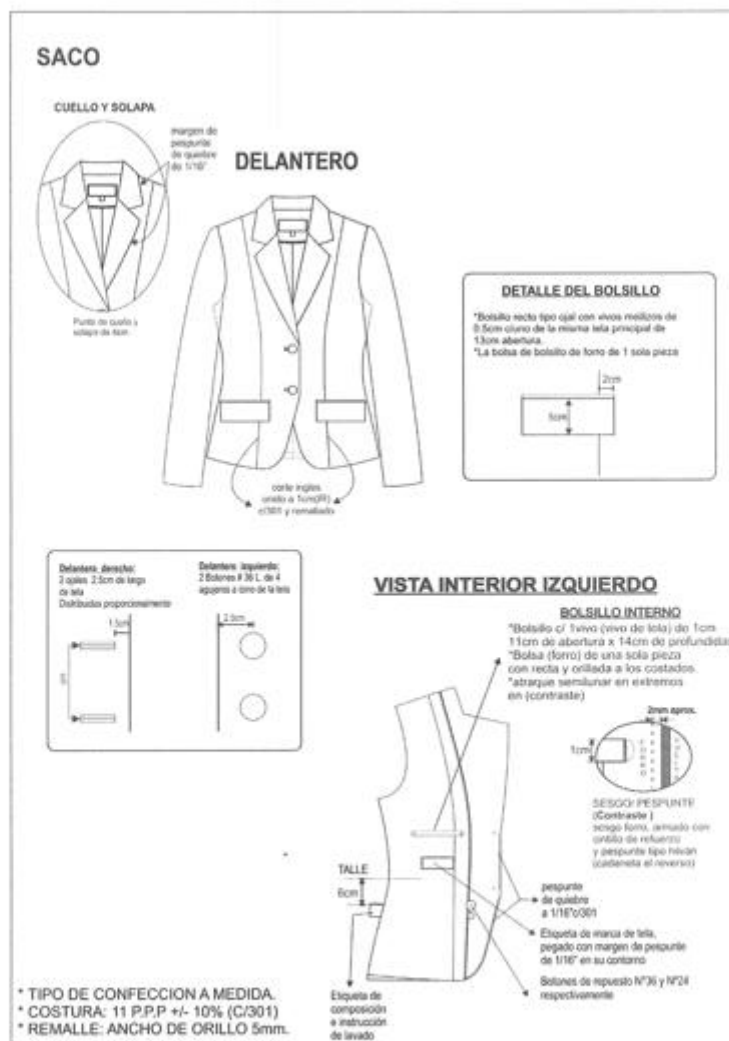 SACO
CUELLO Y SOLAPA
margen de
pespunte
de quiebre
de 1/16"
DELANTERO
solapa de 4cm
DETALLE DEL BOLSILLO
*Bolsillo recto tipo ojal con vivos mellizos de
0.5cm c/uno de la misma tela principal de
13cm abertura.
*La bolsa de bolsillo de forro de 1 sola pieza
2cm
5cm
corte ingles
unido a 1cm(R)
c/301 y remallado
Delantero derecho:
2 ojales 2.5cm de largo
de tela
Distribuidos proporcionalmente
1.5cm
Delantero izquierdo:
2 Botones # 36 L. de 4
agujeros a tono de la tela
2.5cm
VISTA INTERIOR IZQUIERDO
BOLSILLO INTERNO
*Bolsillo c/ 1vivo (vivo de tela) de 1cm
11cm de abertura x 14cm de profundidad
*Bolsa (forro) de una sola pieza
con recta y orillada a los costados.
*atraque semilunar en extremos
en (contraste)
2mm aprox.
1cm
SESGO/ PESPUNTE
(Contraste )
sesgo forro, armado con
cintillo de refuerzo
y pespunte tipo hilván
(cadeneta el reverso)
TALLE
6cm
pespunte
de quiebre
a 1/16"c/301
Etiqueta de marca de tela,
pegado con margen de pespunte
de 1/16" en su contorno
Botones de repuesto Nº36 y Nº24
respectivamente
Etiqueta de
composición
e instrucción
de lavado
* TIPO DE CONFECCION A MEDIDA.
* COSTURA: 11 P.P.P +/- 10% (C/301)
* REMALLE: ANCHO DE ORILLO 5mm.